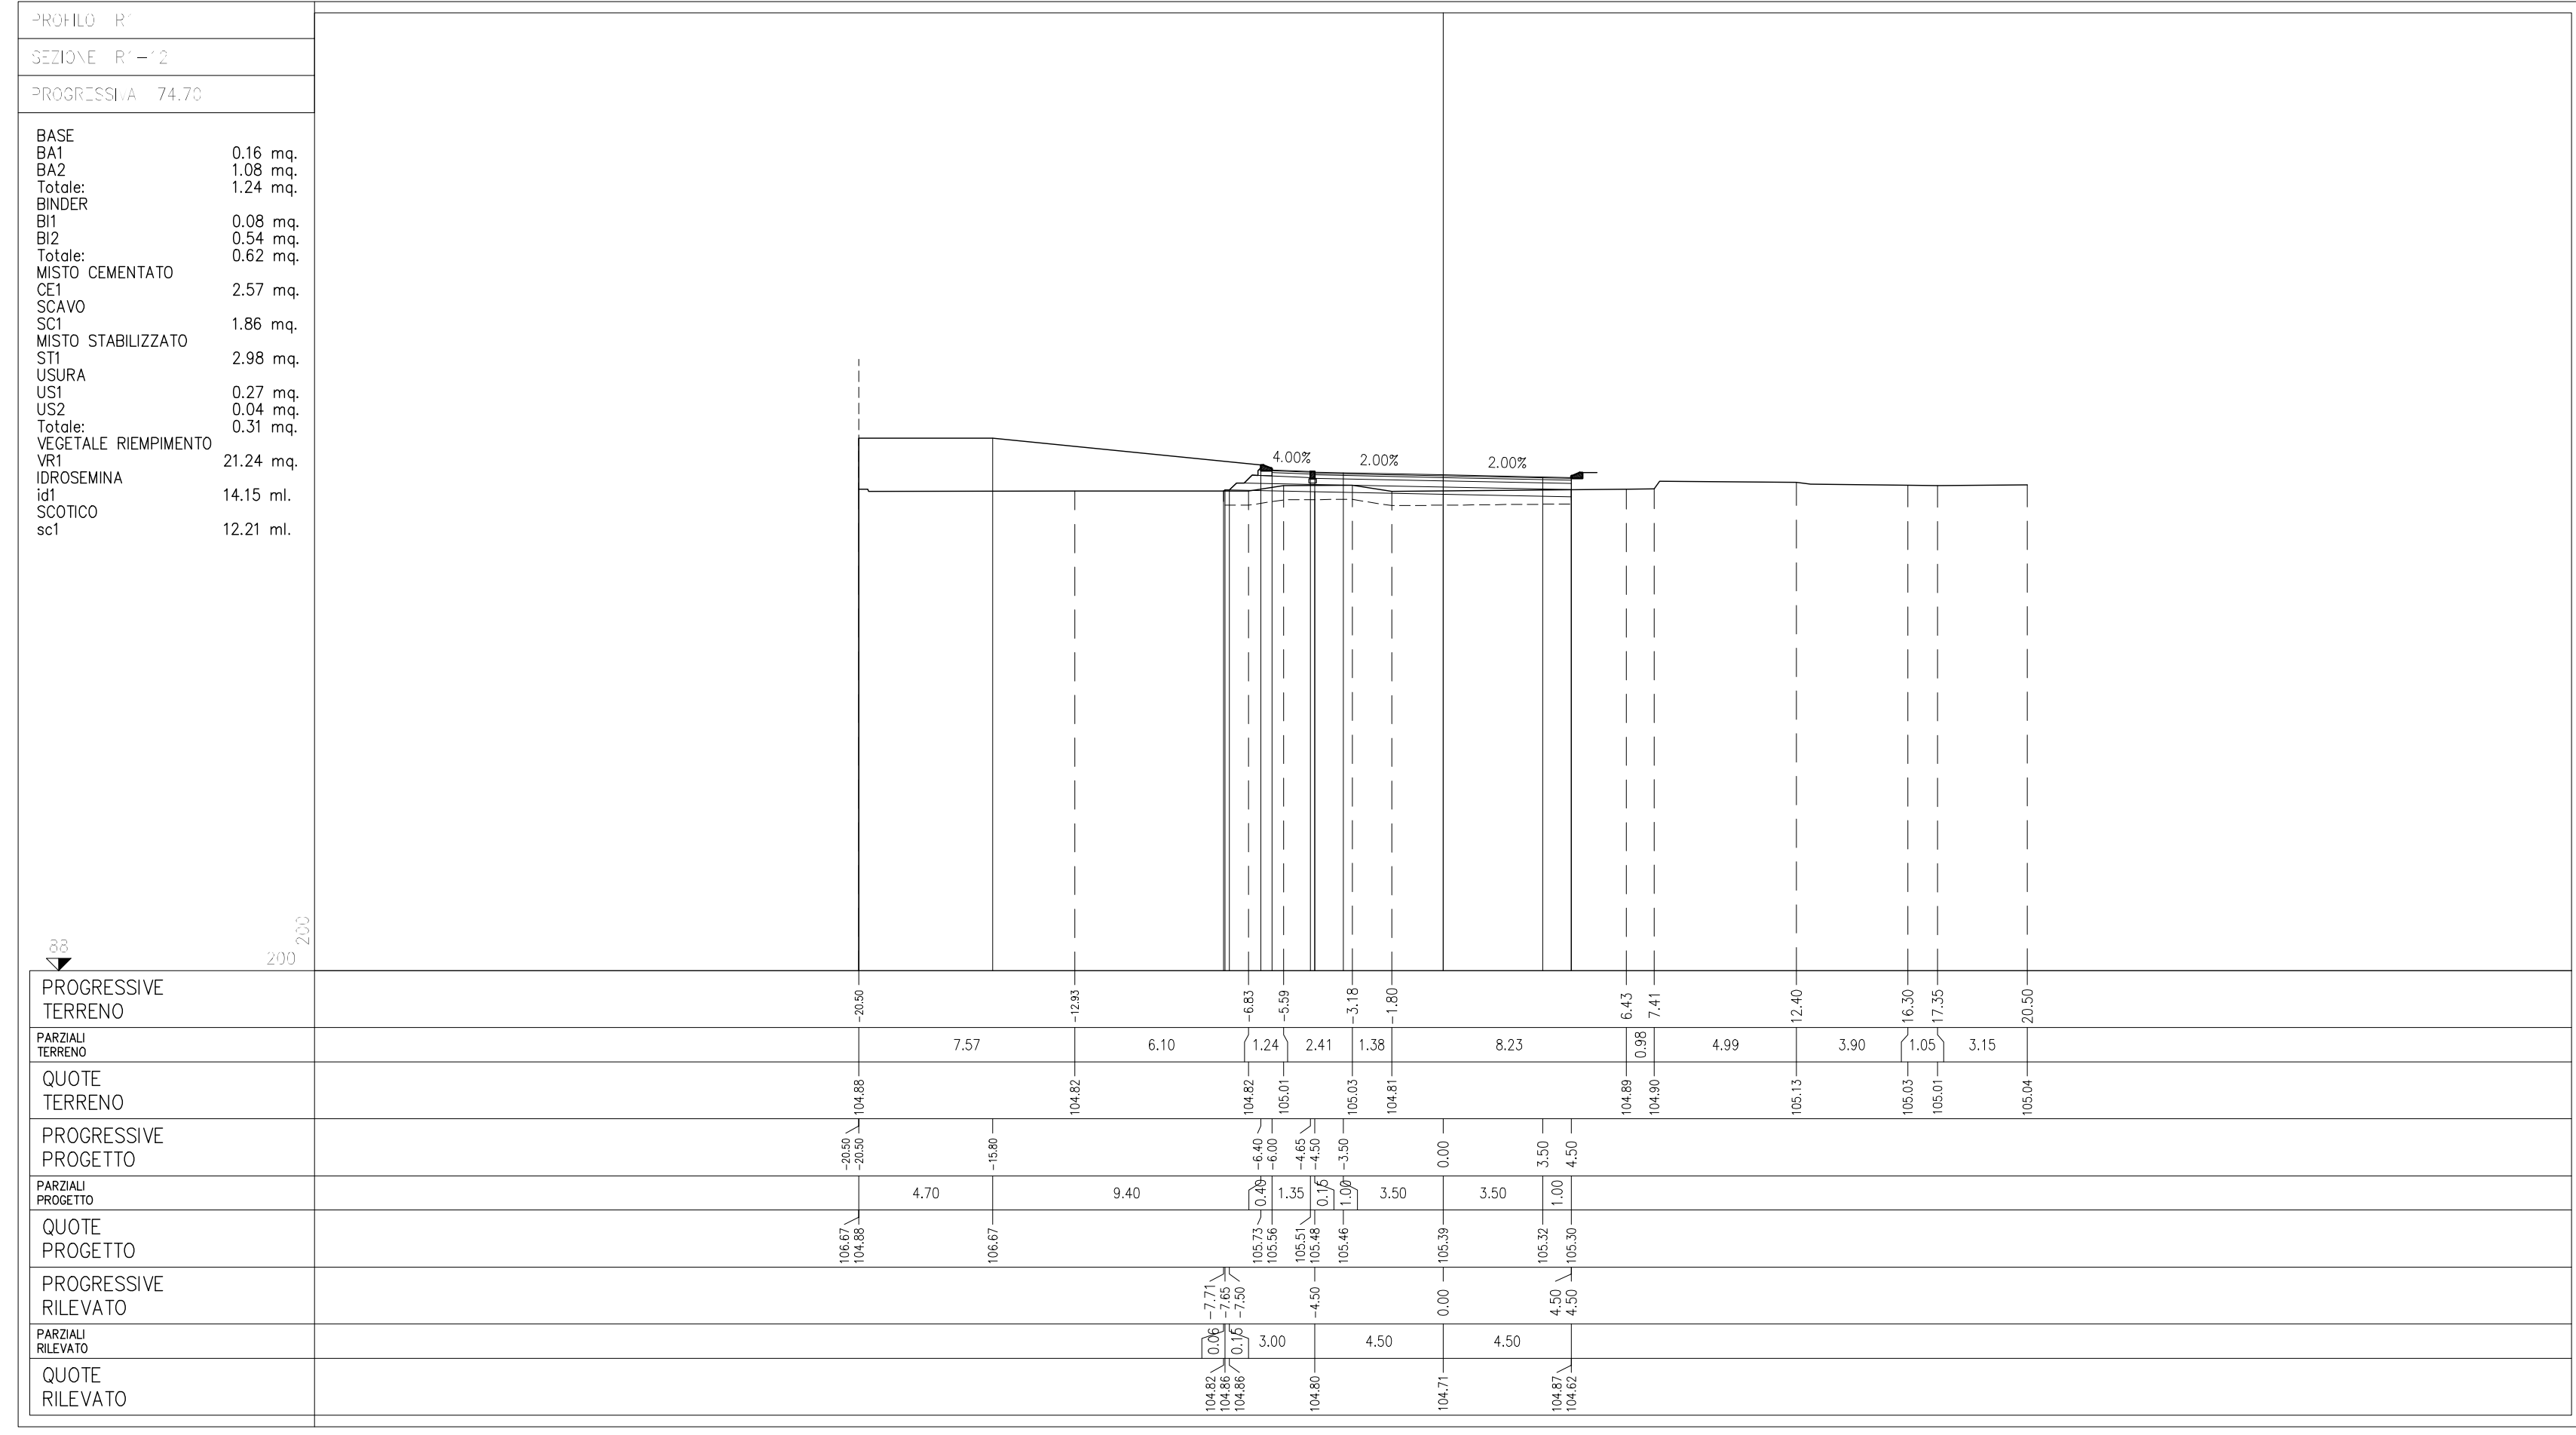 PROFILO R1
SEZIONE R1-12
PROGRESSIVA 74.70
BASE
BA1 0.16 mq.
BA2 1.08 mq.
Totale: 1.24 mq.
BINDER
BI1 0.08 mq.
BI2 0.54 mq.
Totale: 0.62 mq.
MISTO CEMENTATO
CE1 2.57 mq.
SCAVO
SC1 1.86 mq.
MISTO STABILIZZATO
ST1 2.98 mq.
USURA
US1 0.27 mq.
US2 0.04 mq.
Totale: 0.31 mq.
VEGETALE RIEMPIMENTO
VR1 21.24 mq.
IDROSEMINA
id1 14.15 ml.
SCOTICO
sc1 12.21 ml.
4.00% 2.00% 2.00%
88 200 200
PROGRESSIVE
TERRENO
-20.50 -12.93 -6.83 -5.59 -3.18 -1.80 6.43 7.41 12.40 16.30 17.35 20.50
PARZIALI
TERRENO
7.57 6.10 1.24 2.41 1.38 8.23 0.98 4.99 3.90 1.05 3.15
QUOTE
TERRENO
104.88 104.82 104.82 105.01 105.03 104.81 104.89 104.90 105.13 105.03 105.01 105.04
PROGRESSIVE
PROGETTO
-20.50 -20.50 -15.80 -6.40 -6.00 -4.65 -4.50 -3.50 0.00 3.50 4.50
PARZIALI
PROGETTO
4.70 9.40 0.40 1.35 0.15 1.00 3.50 3.50 1.00
QUOTE
PROGETTO
106.67 104.88 106.67 105.73 105.56 105.51 105.48 105.46 105.39 105.32 105.30
PROGRESSIVE
RILEVATO
-7.71 -7.65 -7.50 -4.50 0.00 4.50 4.50
PARZIALI
RILEVATO
0.06 0.15 3.00 4.50 4.50
QUOTE
RILEVATO
104.82 104.86 104.86 104.80 104.71 104.87 104.62